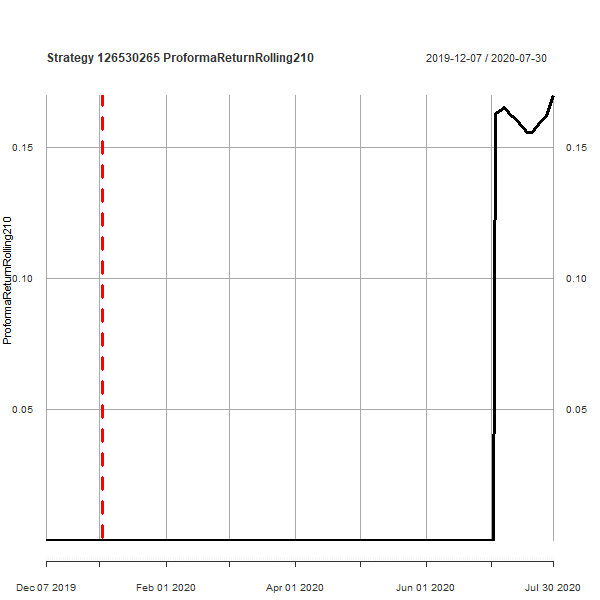 Strategy 126530265 ProformaReturnRolling210
2019-12-07 / 2020-07-30
0.15
0.15
0.10
0.10
0.05
0.05
ProformaReturnRolling210
Dec 07 2019
Feb 01 2020
Apr 01 2020
Jun 01 2020
Jul 30 2020